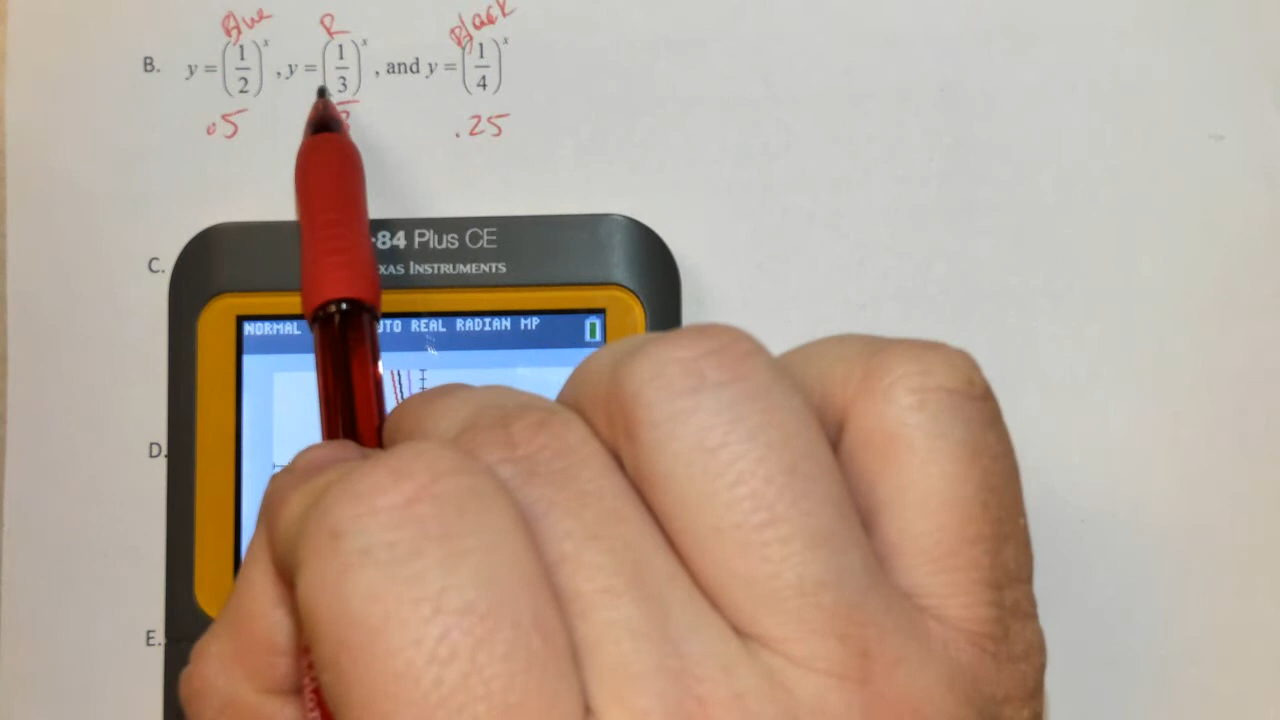 Blue R Black
B. y = (1/2)^x , y = (1/3)^x , and y = (1/4)^x
.5 .25
-84 Plus CE
C.
XAS INSTRUMENTS
NORMAL UTO REAL RADIAN MP
D.
E.